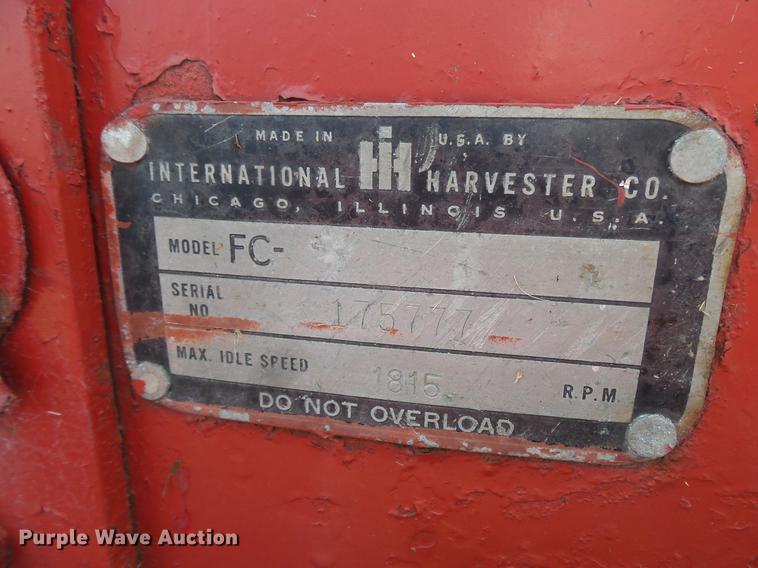 MADE IN IH U.S.A. BY
INTERNATIONAL HARVESTER CO.
CHICAGO, ILLINOIS U.S.A.
MODEL FC-
SERIAL NO 175777
MAX. IDLE SPEED 1815 R.P.M.
DO NOT OVERLOAD
Purple Wave Auction